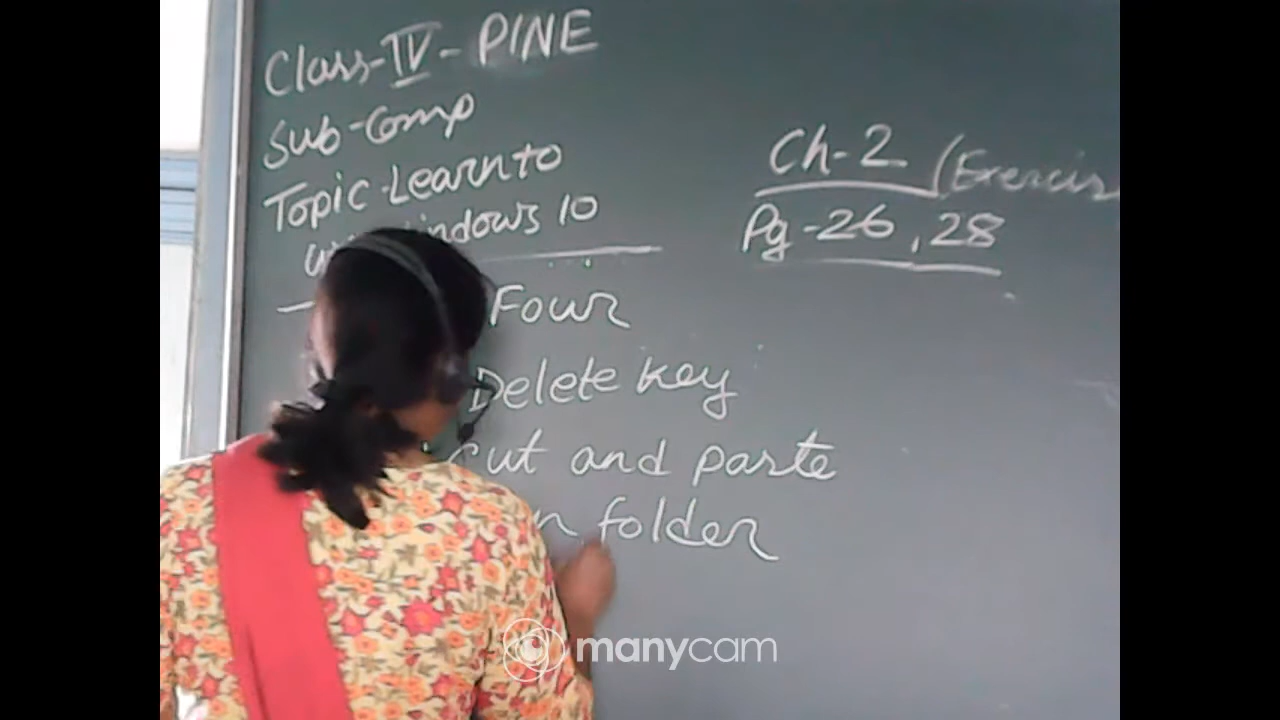 Class-IV-PINE
Sub-Comp
Topic-Learn to
Windows 10
Ch-2 (Exercis
Pg-26, 28
Four
Delete key
cut and paste
folder
manycam